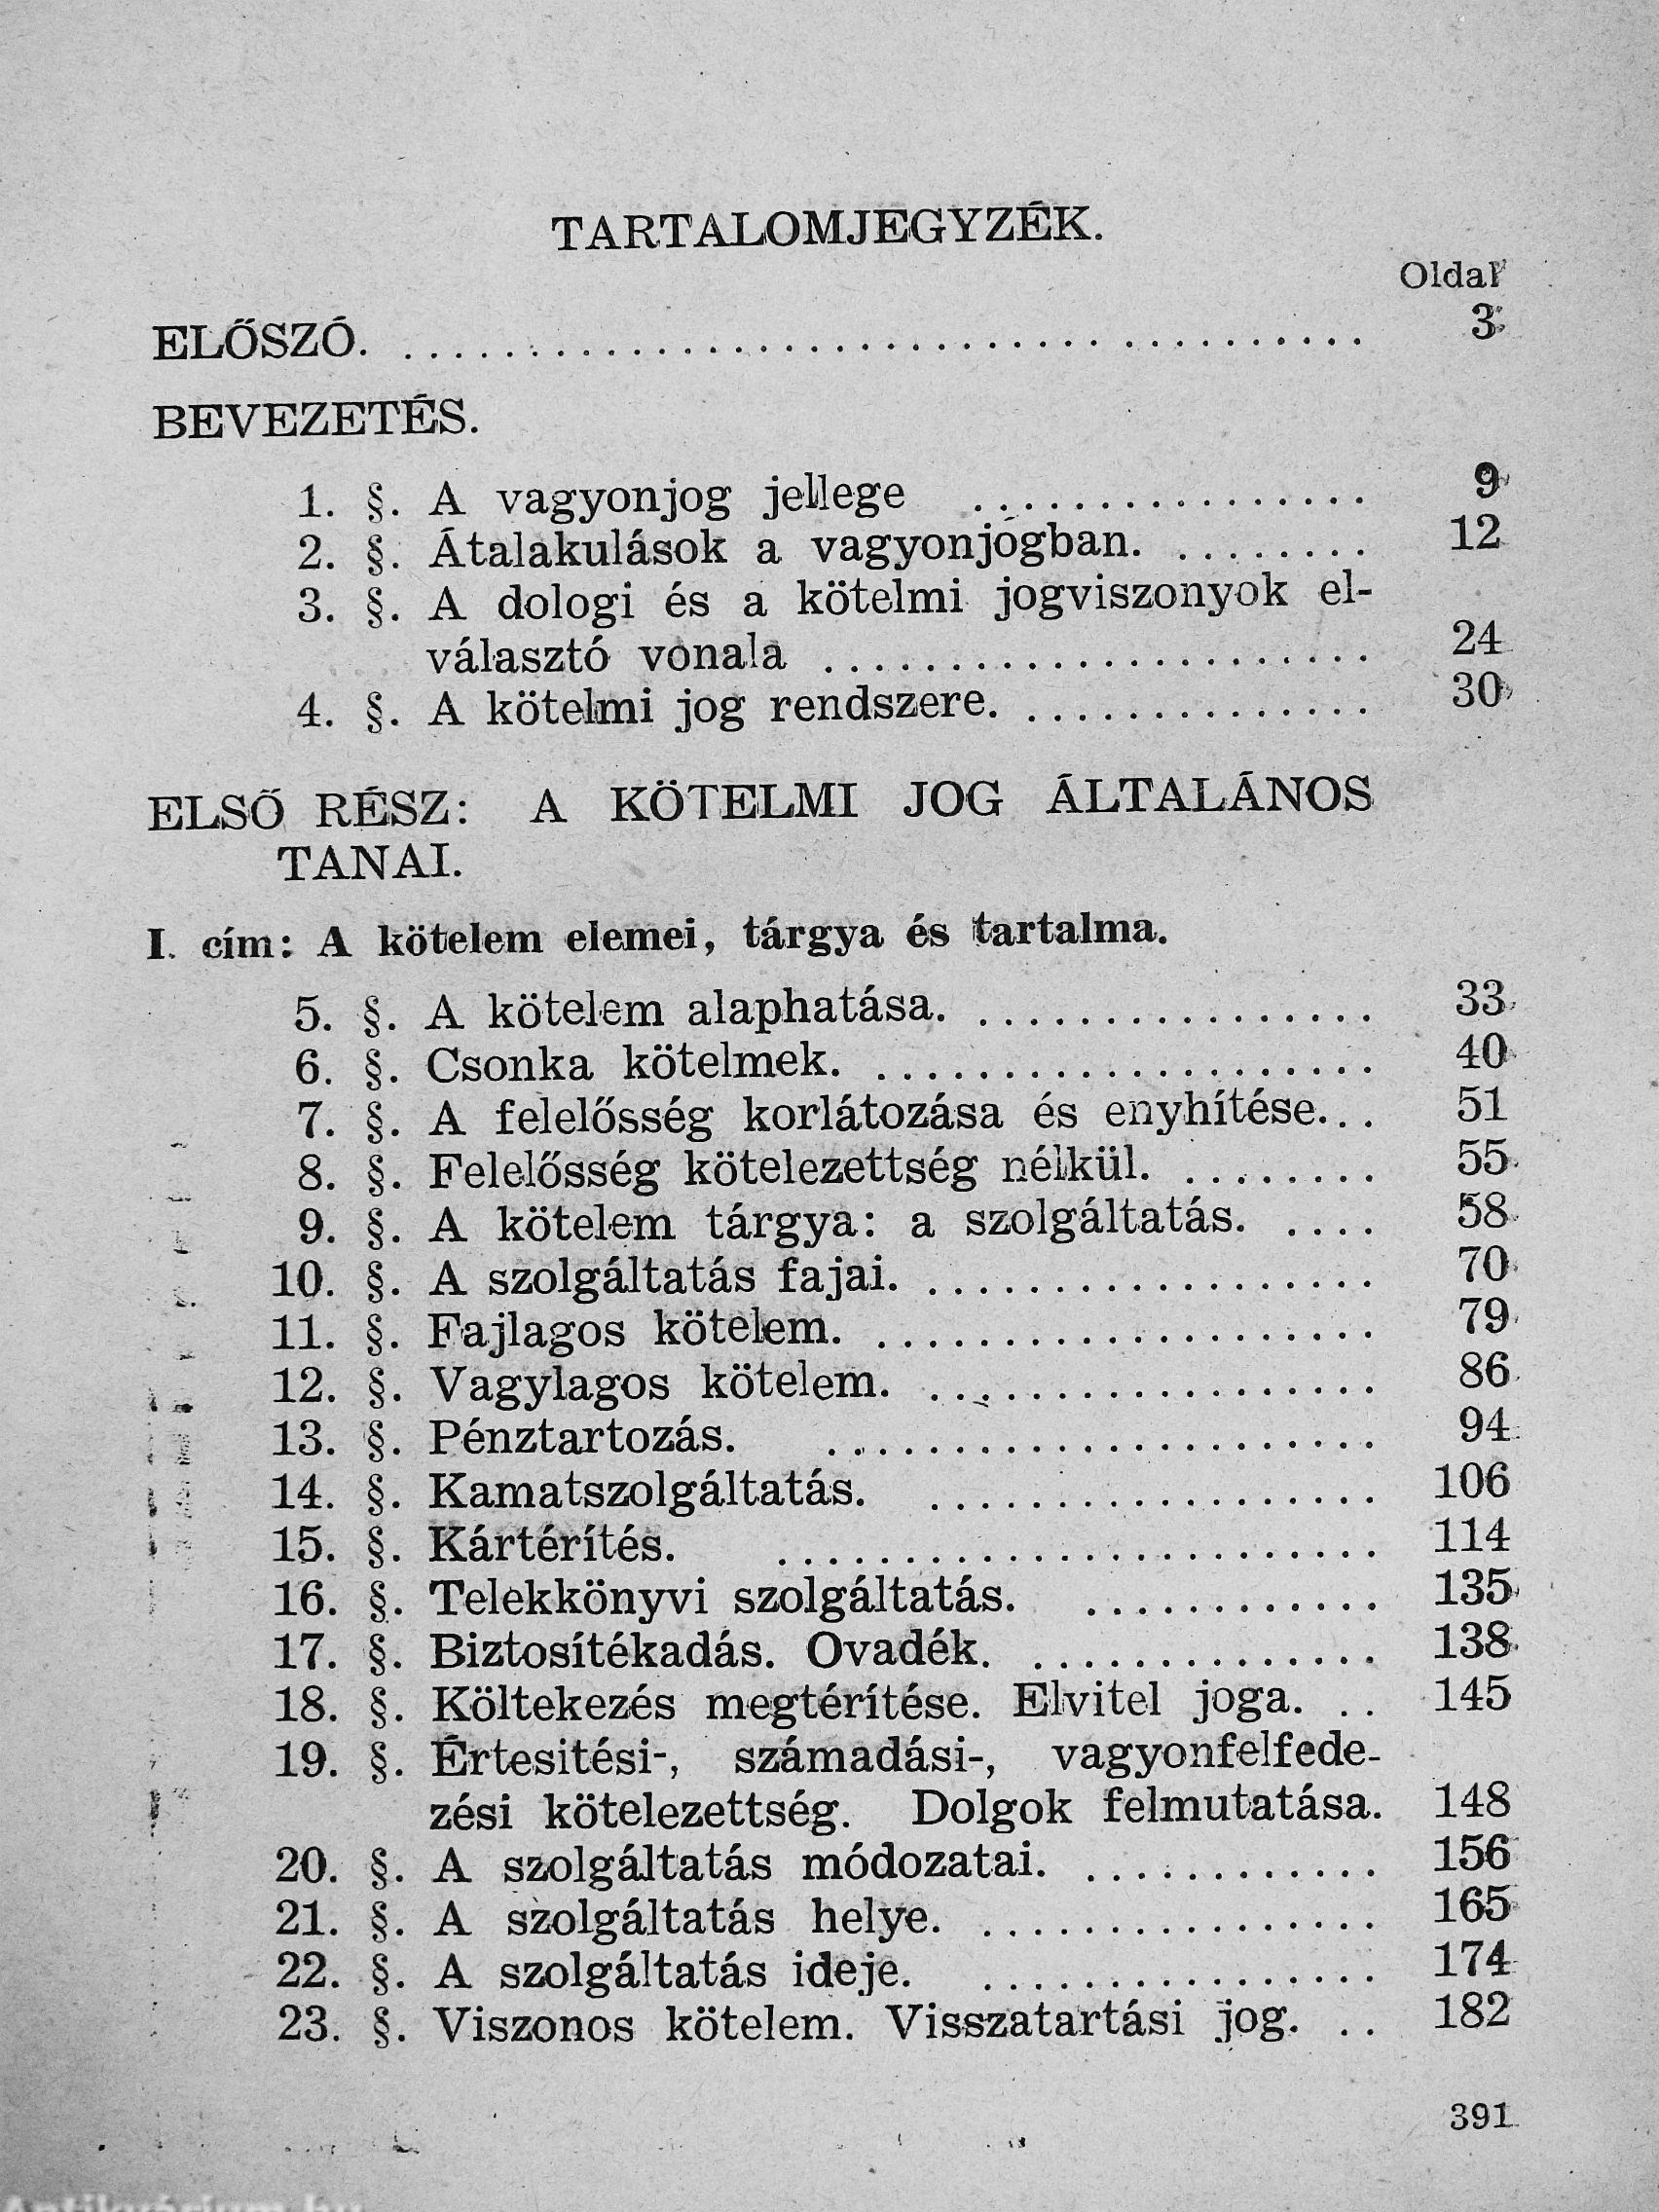 TARTALOMJEGYZÉK.
Oldal
ELŐSZÓ. ...................................... 3
BEVEZETÉS.
1. §. A vagyonjog jellege ................ 9
2. §. Átalakulások a vagyonjogban. ........ 12
3. §. A dologi és a kötelmi jogviszonyok el-
választó vonala ...................... 24
4. §. A kötelmi jog rendszere. .............. 30
ELSŐ RÉSZ: A KÖTELMI JOG ÁLTALÁNOS
TANAI.
I. cím: A kötelem elemei, tárgya és tartalma.
5. §. A kötelem alaphatása. ................ 33
6. §. Csonka kötelmek. .................... 40
7. §. A felelősség korlátozása és enyhítése... 51
8. §. Felelősség kötelezettség nélkül. ........ 55
9. §. A kötelem tárgya: a szolgáltatás. .... 58
10. §. A szolgáltatás fajai. .................. 70
11. §. Fajlagos kötelem. .................... 79
12. §. Vagylagos kötelem. .................. 86
13. §. Pénztartozás. ...................... 94
14. §. Kamatszolgáltatás. .................. 106
15. §. Kártérítés. ........................ 114
16. §. Telekkönyvi szolgáltatás. ............ 135
17. §. Biztosítékadás. Ovadék. .............. 138
18. §. Költekezés megtérítése. Elvitel joga. .. 145
19. §. Értesitési-, számadási-, vagyonfelfede-
zési kötelezettség. Dolgok felmutatása. 148
20. §. A szolgáltatás módozatai. ............ 156
21. §. A szolgáltatás helye. ................ 165
22. §. A szolgáltatás ideje. ................ 174
23. §. Viszonos kötelem. Visszatartási jog. .. 182
391
Antikvárium.hu